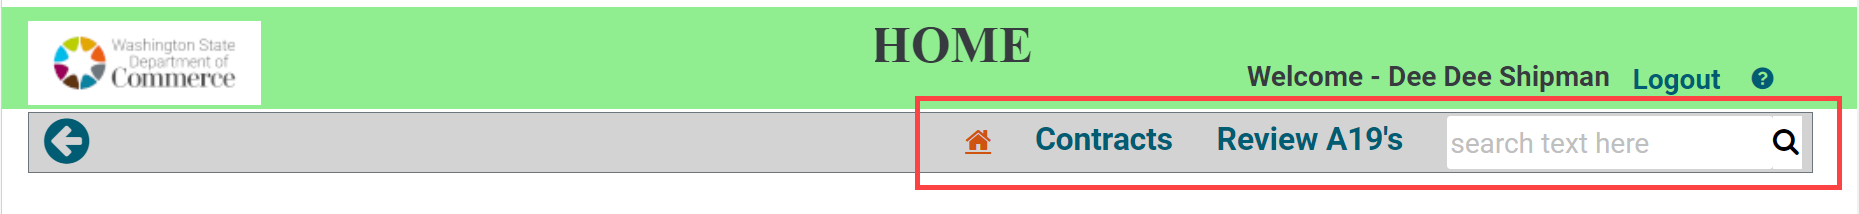 Washington State
Department of
Commerce
HOME
Welcome - Dee Dee Shipman Logout ?
Contracts Review A19's search text here